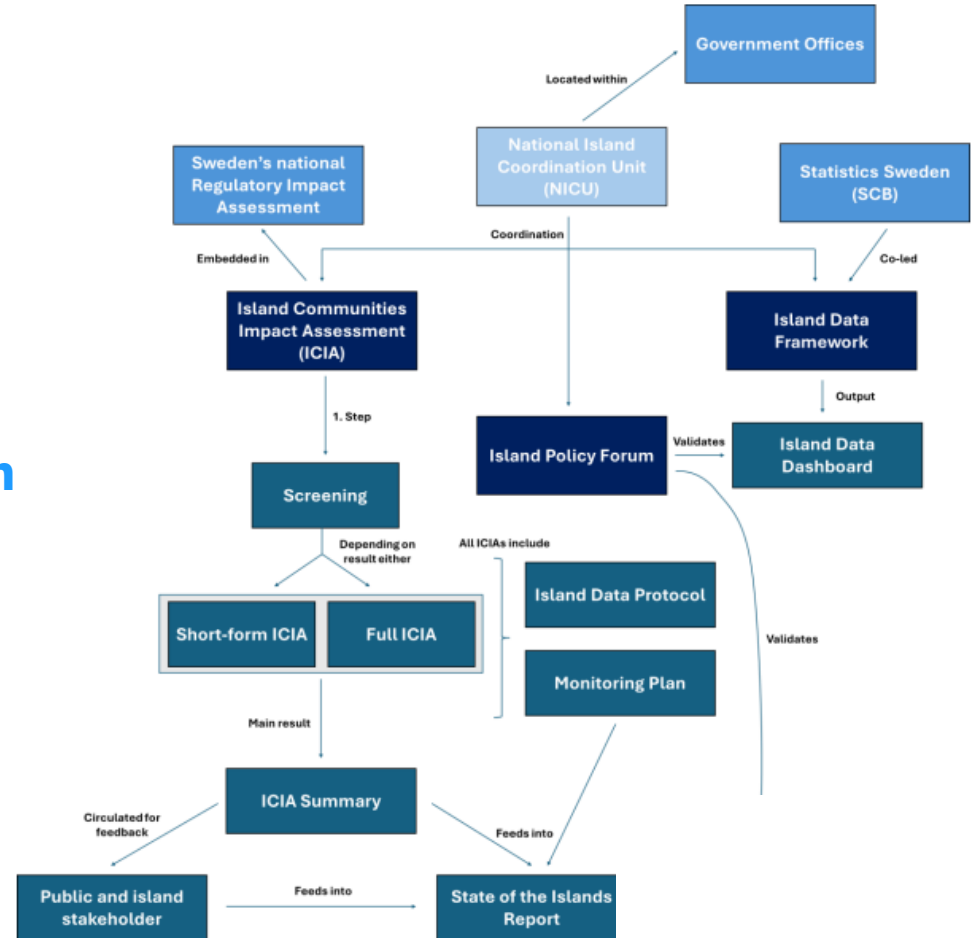 Government Offices
Located within
National Island
Coordination Unit
(NICU)
Sweden's national
Regulatory Impact
Assessment
Statistics Sweden
(SCB)
Coordination
Embedded in
Co-led
Island Communities
Impact Assessment
(ICIA)
Island Data
Framework
Output
1. Step
Island Policy Forum
Validates
Island Data
Dashboard
Screening
Depending on
result either
All ICIAs include
Island Data Protocol
Short-form ICIA
Full ICIA
Validates
Monitoring Plan
Main result
ICIA Summary
Circulated for
feedback
Feeds into
Public and island
stakeholder
Feeds into
State of the Islands
Report